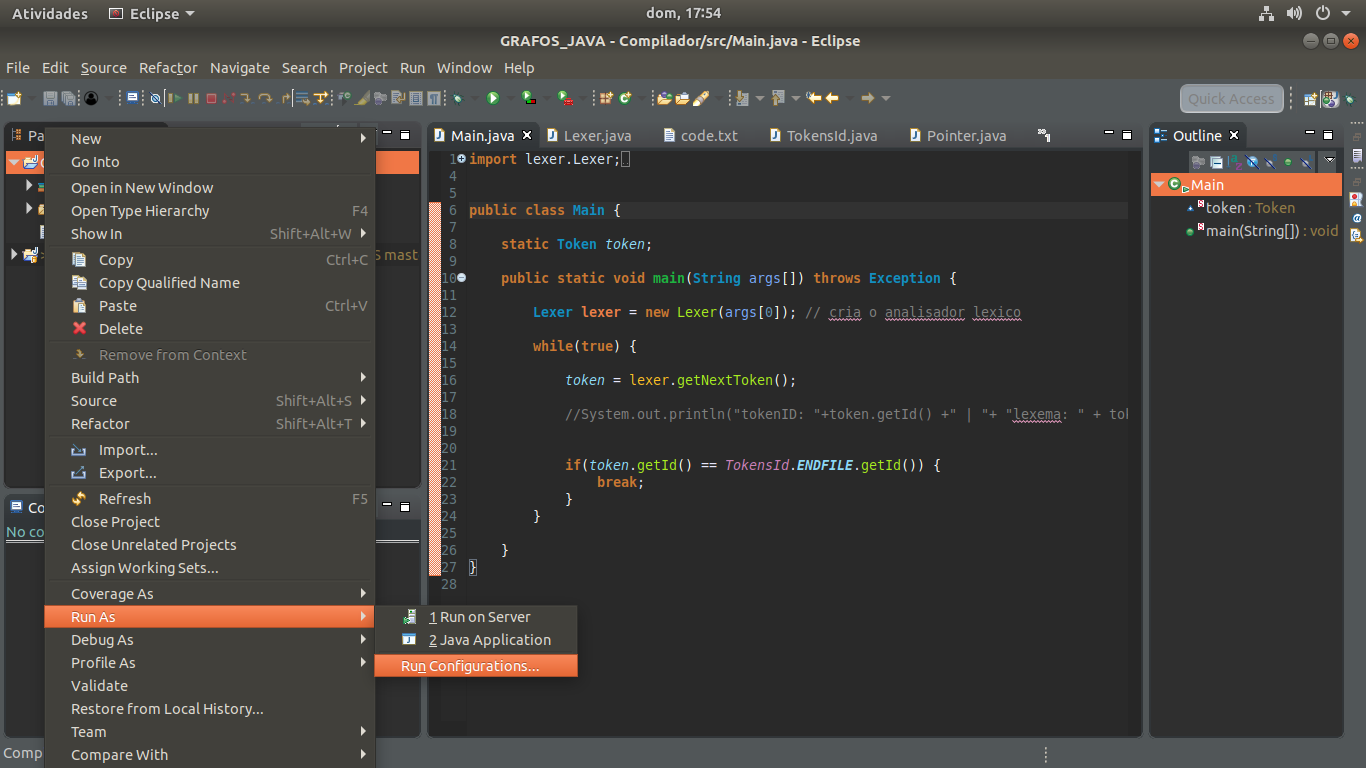 Atividades Eclipse dom, 17:54
GRAFOS_JAVA - Compilador/src/Main.java - Eclipse
File Edit Source Refactor Navigate Search Project Run Window Help
Quick Access
Pa
Main.java Lexer.java code.txt TokensId.java Pointer.java
Outline
New
Go Into
Open in New Window
Open Type Hierarchy F4
Show In Shift+Alt+W
Copy Ctrl+C
Copy Qualified Name
Paste Ctrl+V
Delete
Remove from Context
Build Path
Source Shift+Alt+S
Refactor Shift+Alt+T
Import...
Export...
Refresh F5
Close Project
Close Unrelated Projects
Assign Working Sets...
Coverage As
Run As
Debug As
Profile As
Validate
Restore from Local History...
Team
Compare With
1 Run on Server
2 Java Application
Run Configurations...
S mast
Co
No co
Comp
1 import lexer.Lexer;
4
5
6 public class Main {
7
8 static Token token;
9
10 public static void main(String args[]) throws Exception {
11
12 Lexer lexer = new Lexer(args[0]); // cria o analisador lexico
13
14 while(true) {
15
16 token = lexer.getNextToken();
17
18 //System.out.println("tokenID: "+token.getId() +" | "+ "lexema: " + tok
19
20
21 if(token.getId() == TokensId.ENDFILE.getId()) {
22 break;
23 }
24 }
25
26 }
27 }
28
Main
token : Token
main(String[]) : void